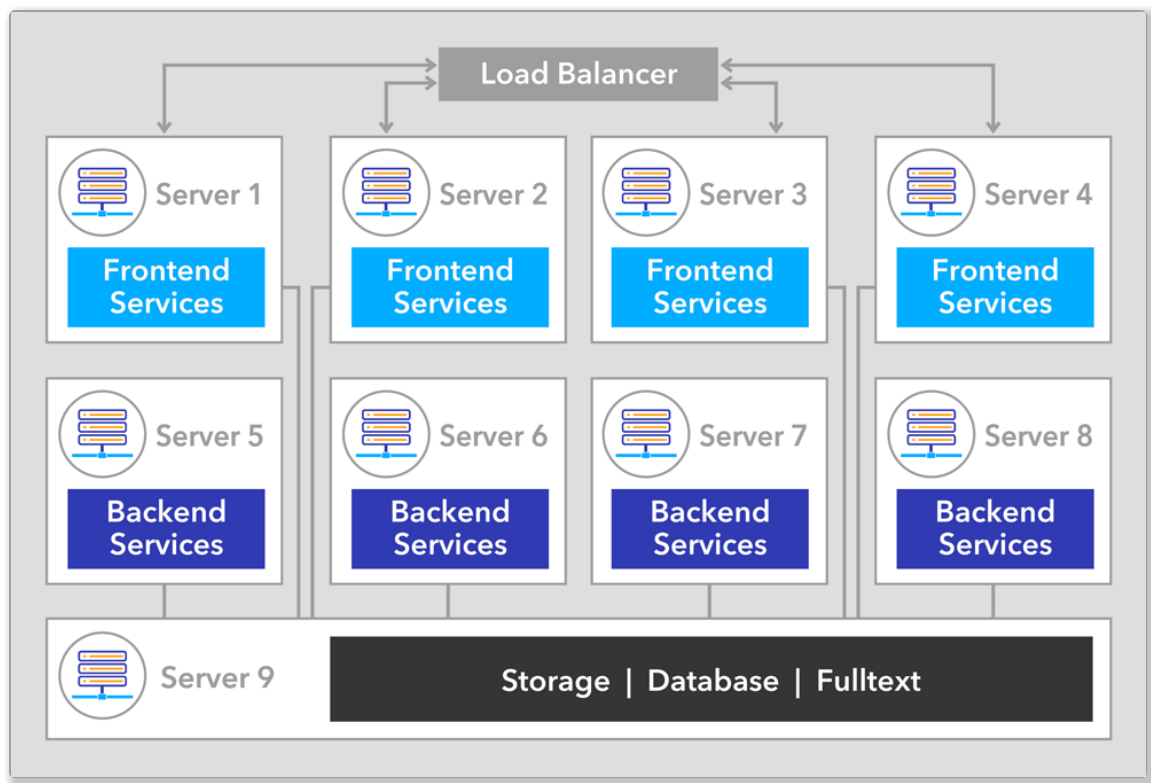 Load Balancer
Server 1
Server 2
Server 3
Server 4
Frontend
Services
Frontend
Services
Frontend
Services
Frontend
Services
Server 5
Server 6
Server 7
Server 8
Backend
Services
Backend
Services
Backend
Services
Backend
Services
Server 9
Storage | Database | Fulltext